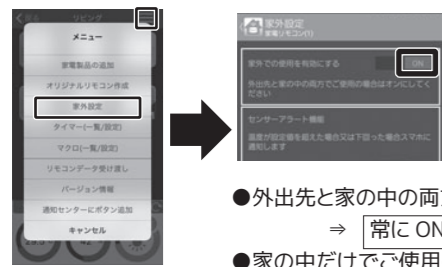 リビング
メニュー
家電製品の追加
オリジナルリモコン作成
家外設定
タイマー(一覧/設定)
マクロ(一覧/設定)
リモコンデータ受け渡し
バージョン情報
通知センターにボタン追加
キャンセル
家外設定
家電リモコン(1)
家外での使用を有効にする
ON
外出先と家の中の両方でご使用の場合はオンにしてく
ださい
センサーアラート機能
温度が設定値を超えた場合又は下回った場合スマホに
通知します
●外出先と家の中の両
⇒ 常に ON
●家の中だけでご使用